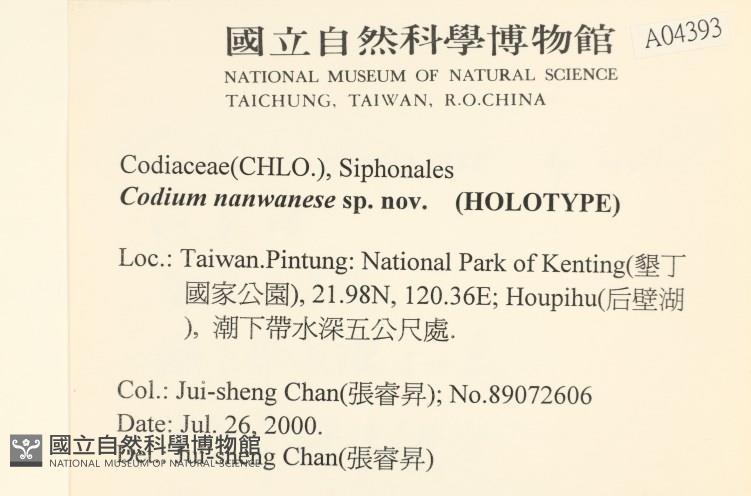 國立自然科學博物館
A04393
NATIONAL MUSEUM OF NATURAL SCIENCE
TAICHUNG, TAIWAN, R.O.CHINA
Codiaceae(CHLO.), Siphonales
Codium nanwanese sp. nov. (HOLOTYPE)
Loc.: Taiwan.Pintung: National Park of Kenting(墾丁
國家公園), 21.98N, 120.36E; Houpihu(后壁湖
), 潮下帶水深五公尺處.
Col.: Jui-sheng Chan(張睿昇); No.89072606
Date: Jul. 26, 2000.
Det.: Jui-sheng Chan(張睿昇)
國立自然科學博物館
NATIONAL MUSEUM OF NATURAL SCIENCE